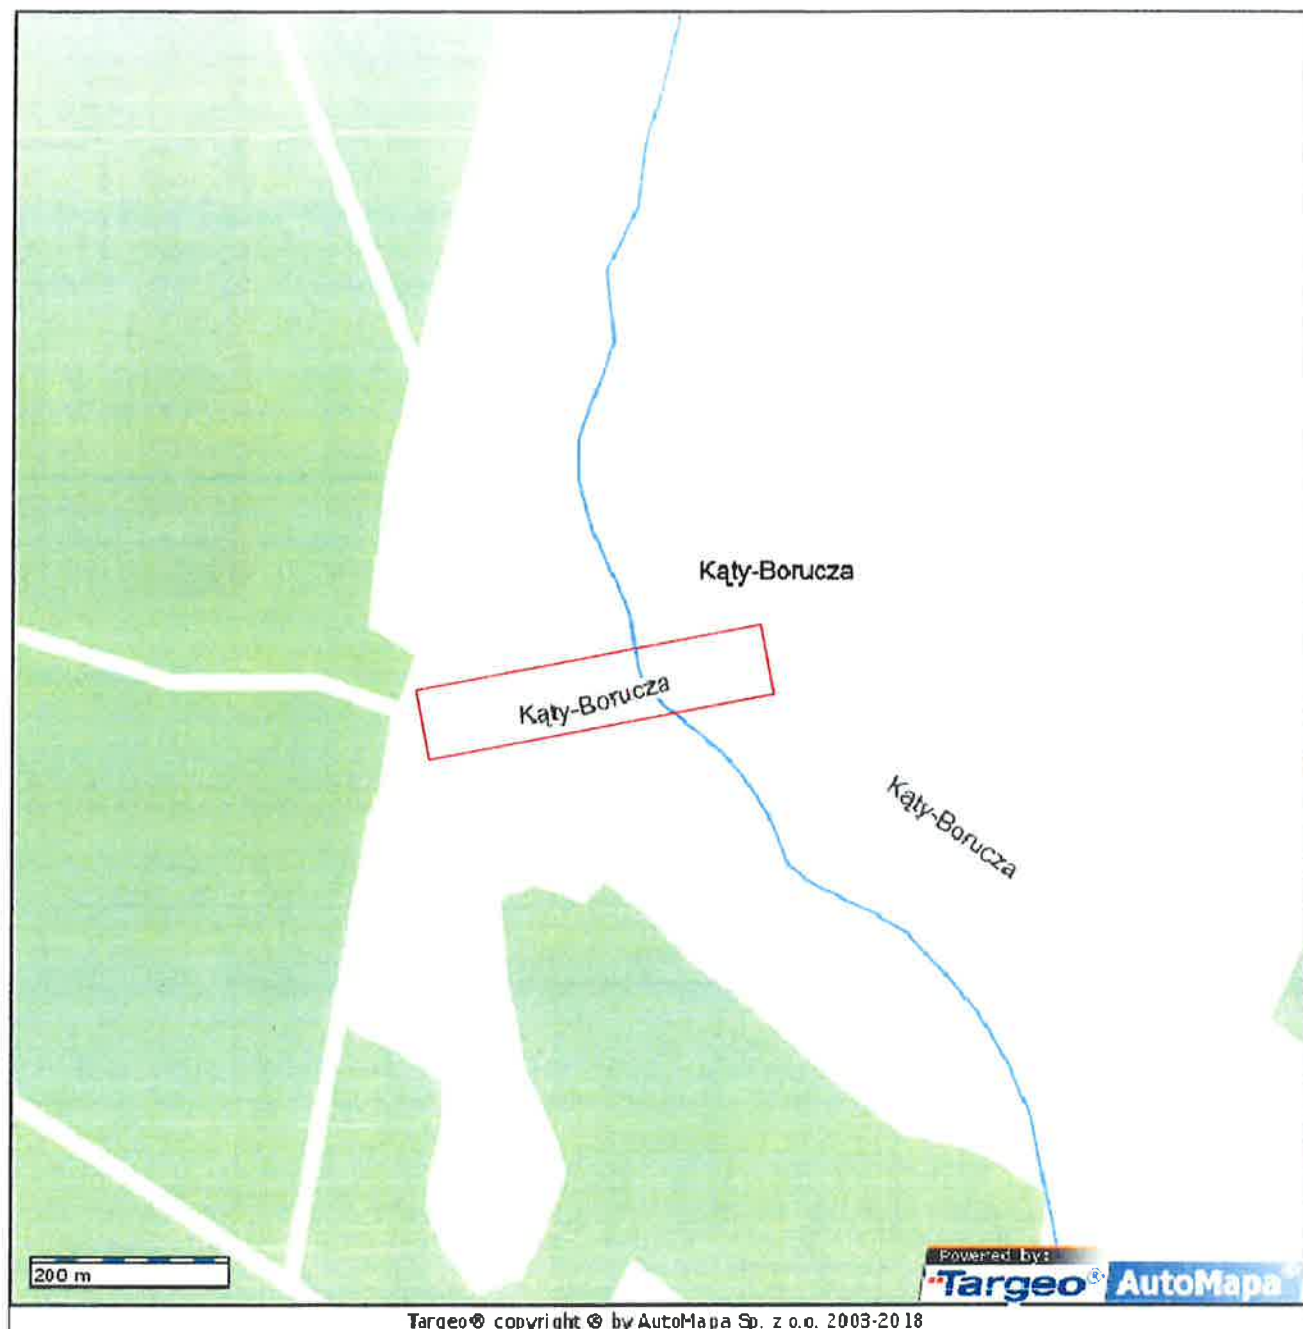 Kąty-Borucza
Kąty-Borucza
Kąty-Borucza
200 m
Powered by:
Targeo® AutoMapa®
Targeo® copyright © by AutoMapa Sp. z o.o. 2003-2018